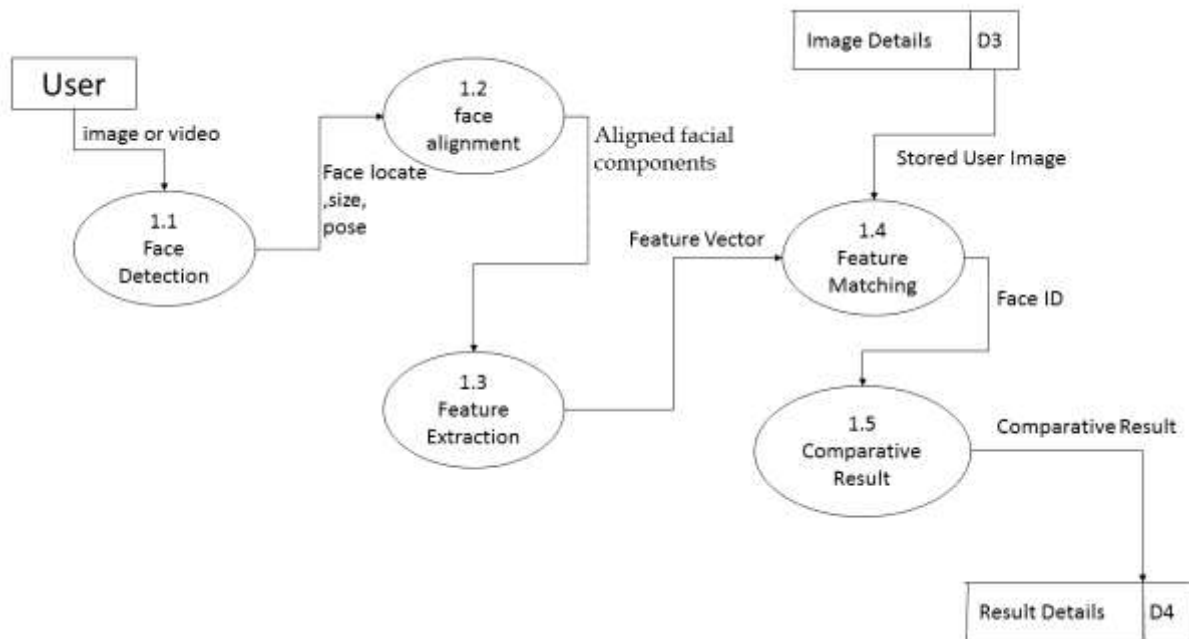 User
image or video
1.1
Face
Detection
Face locate
,size,
pose
1.2
face
alignment
Aligned facial
components
1.3
Feature
Extraction
Feature Vector
Image Details D3
Stored User Image
1.4
Feature
Matching
Face ID
1.5
Comparative
Result
Comparative Result
Result Details D4